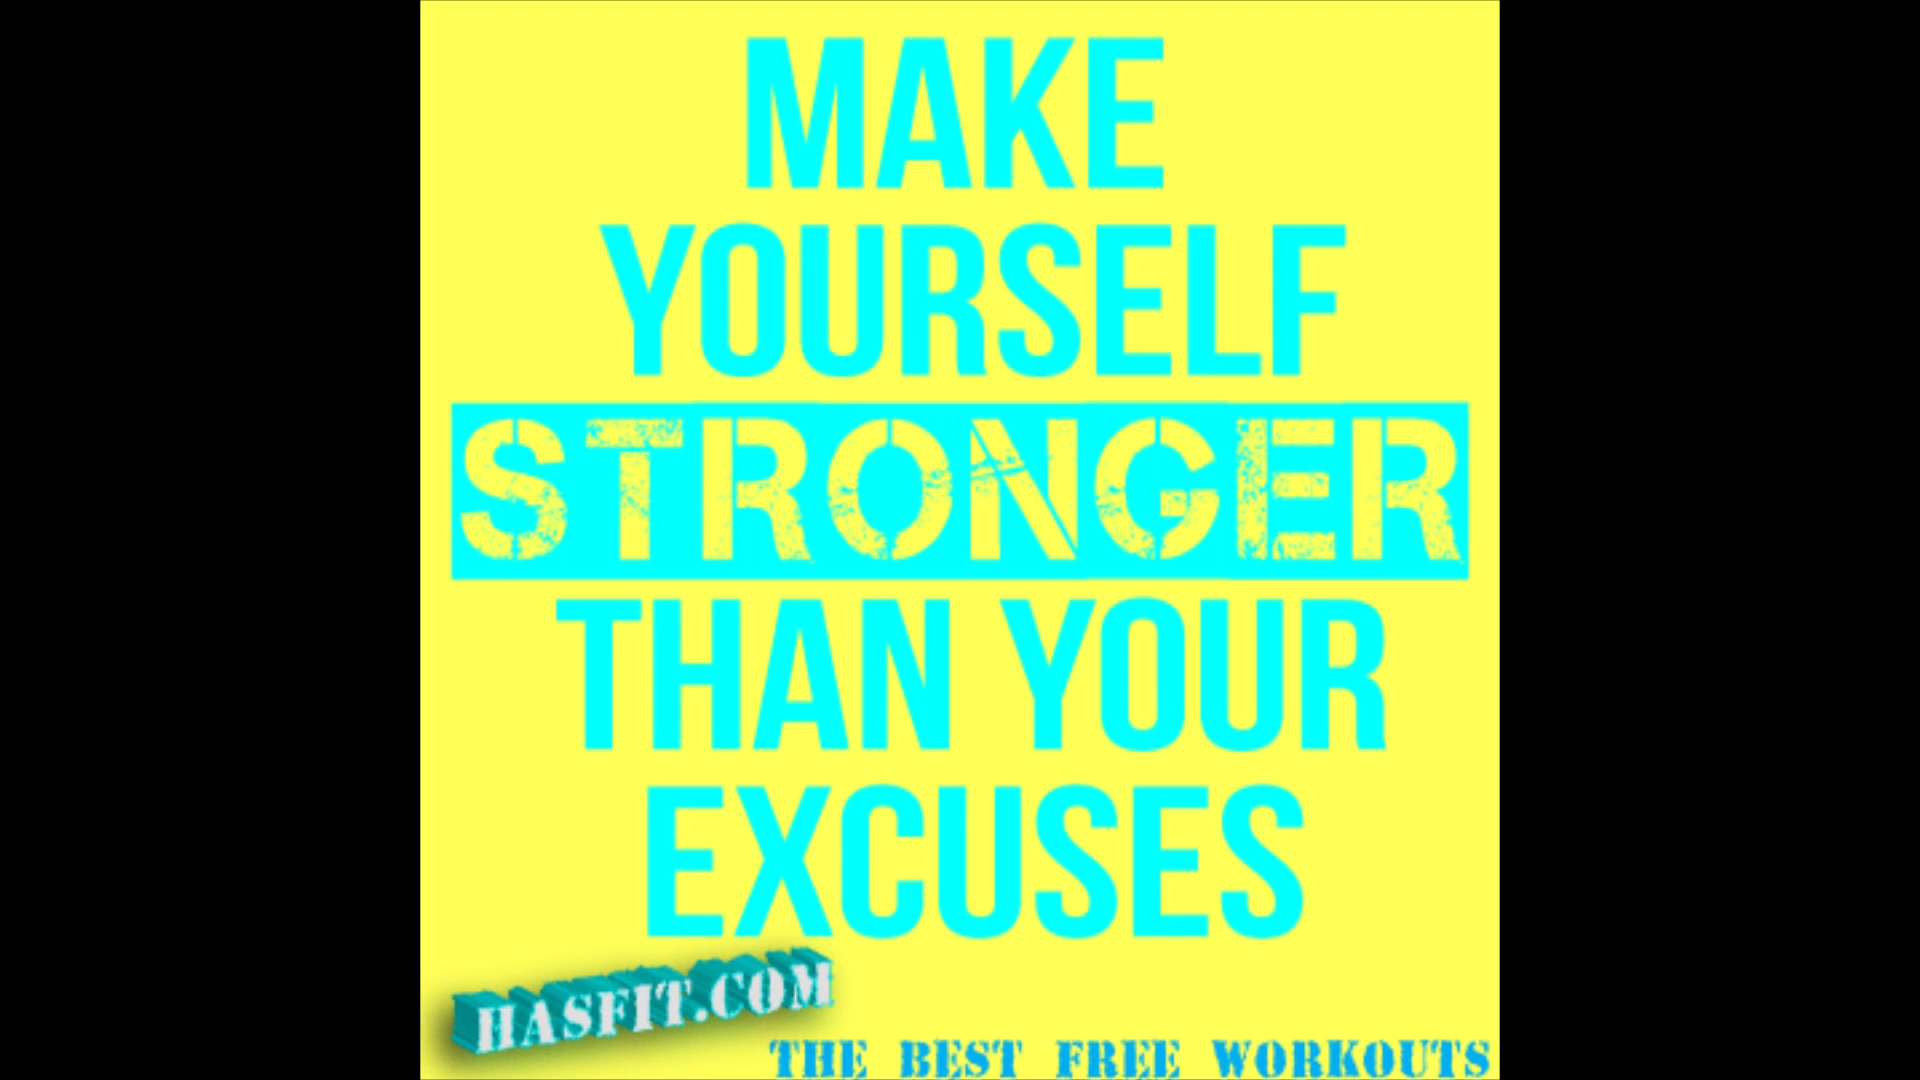 MAKE
YOURSELF
STRONGER
THAN YOUR
EXCUSES
HASFIT.COM
THE BEST FREE WORKOUTS